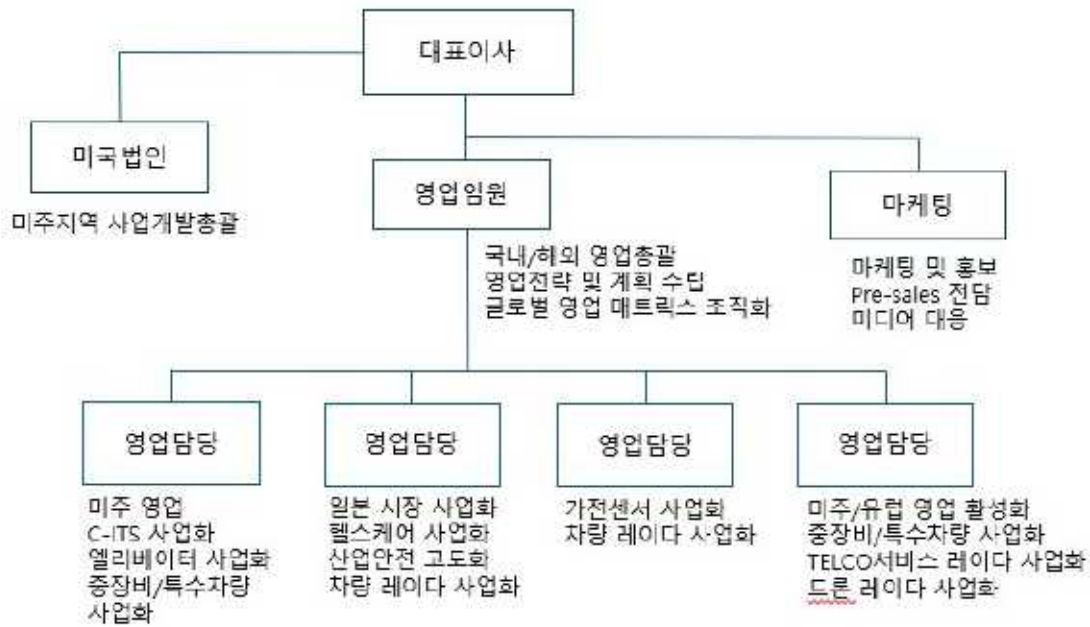 대표이사
미국법인
미주지역 사업개발총괄
영업임원
국내/해외 영업총괄
영업전략 및 계획 수립
글로벌 영업 매트릭스 조직화
마케팅
마케팅 및 홍보
Pre-sales 전담
미디어 대응
영업담당
미주 영업
C-ITS 사업화
엘리베이터 사업화
중장비/특수차량
사업화
영업담당
일본 시장 사업화
헬스케어 사업화
산업안전 고도화
차량 레이다 사업화
영업담당
가전센서 사업화
차량 레이다 사업화
영업담당
미주/유럽 영업 활성화
중장비/특수차량 사업화
TELCO서비스 레이다 사업화
드론 레이다 사업화